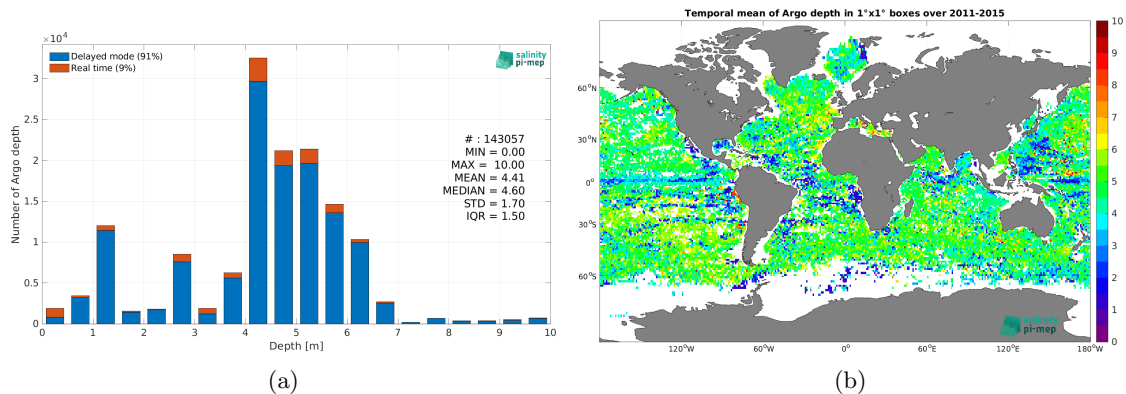 ×10⁴
Delayed mode (91%)
Real time (9%)
salinity
pi-mep
# : 143057
MIN = 0.00
MAX = 10.00
MEAN = 4.41
MEDIAN = 4.60
STD = 1.70
IQR = 1.50
Number of Argo depth
3
2.5
2
1.5
1
0.5
0
0 1 2 3 4 5 6 7 8 9 10
Depth [m]
(a)
Temporal mean of Argo depth in 1°x1° boxes over 2011-2015
60°N
30°N
0°
30°S
60°S
120°W 60°W 0° 60°E 120°E 180°W
salinity
pi-mep
10
9
8
7
6
5
4
3
2
1
0
(b)